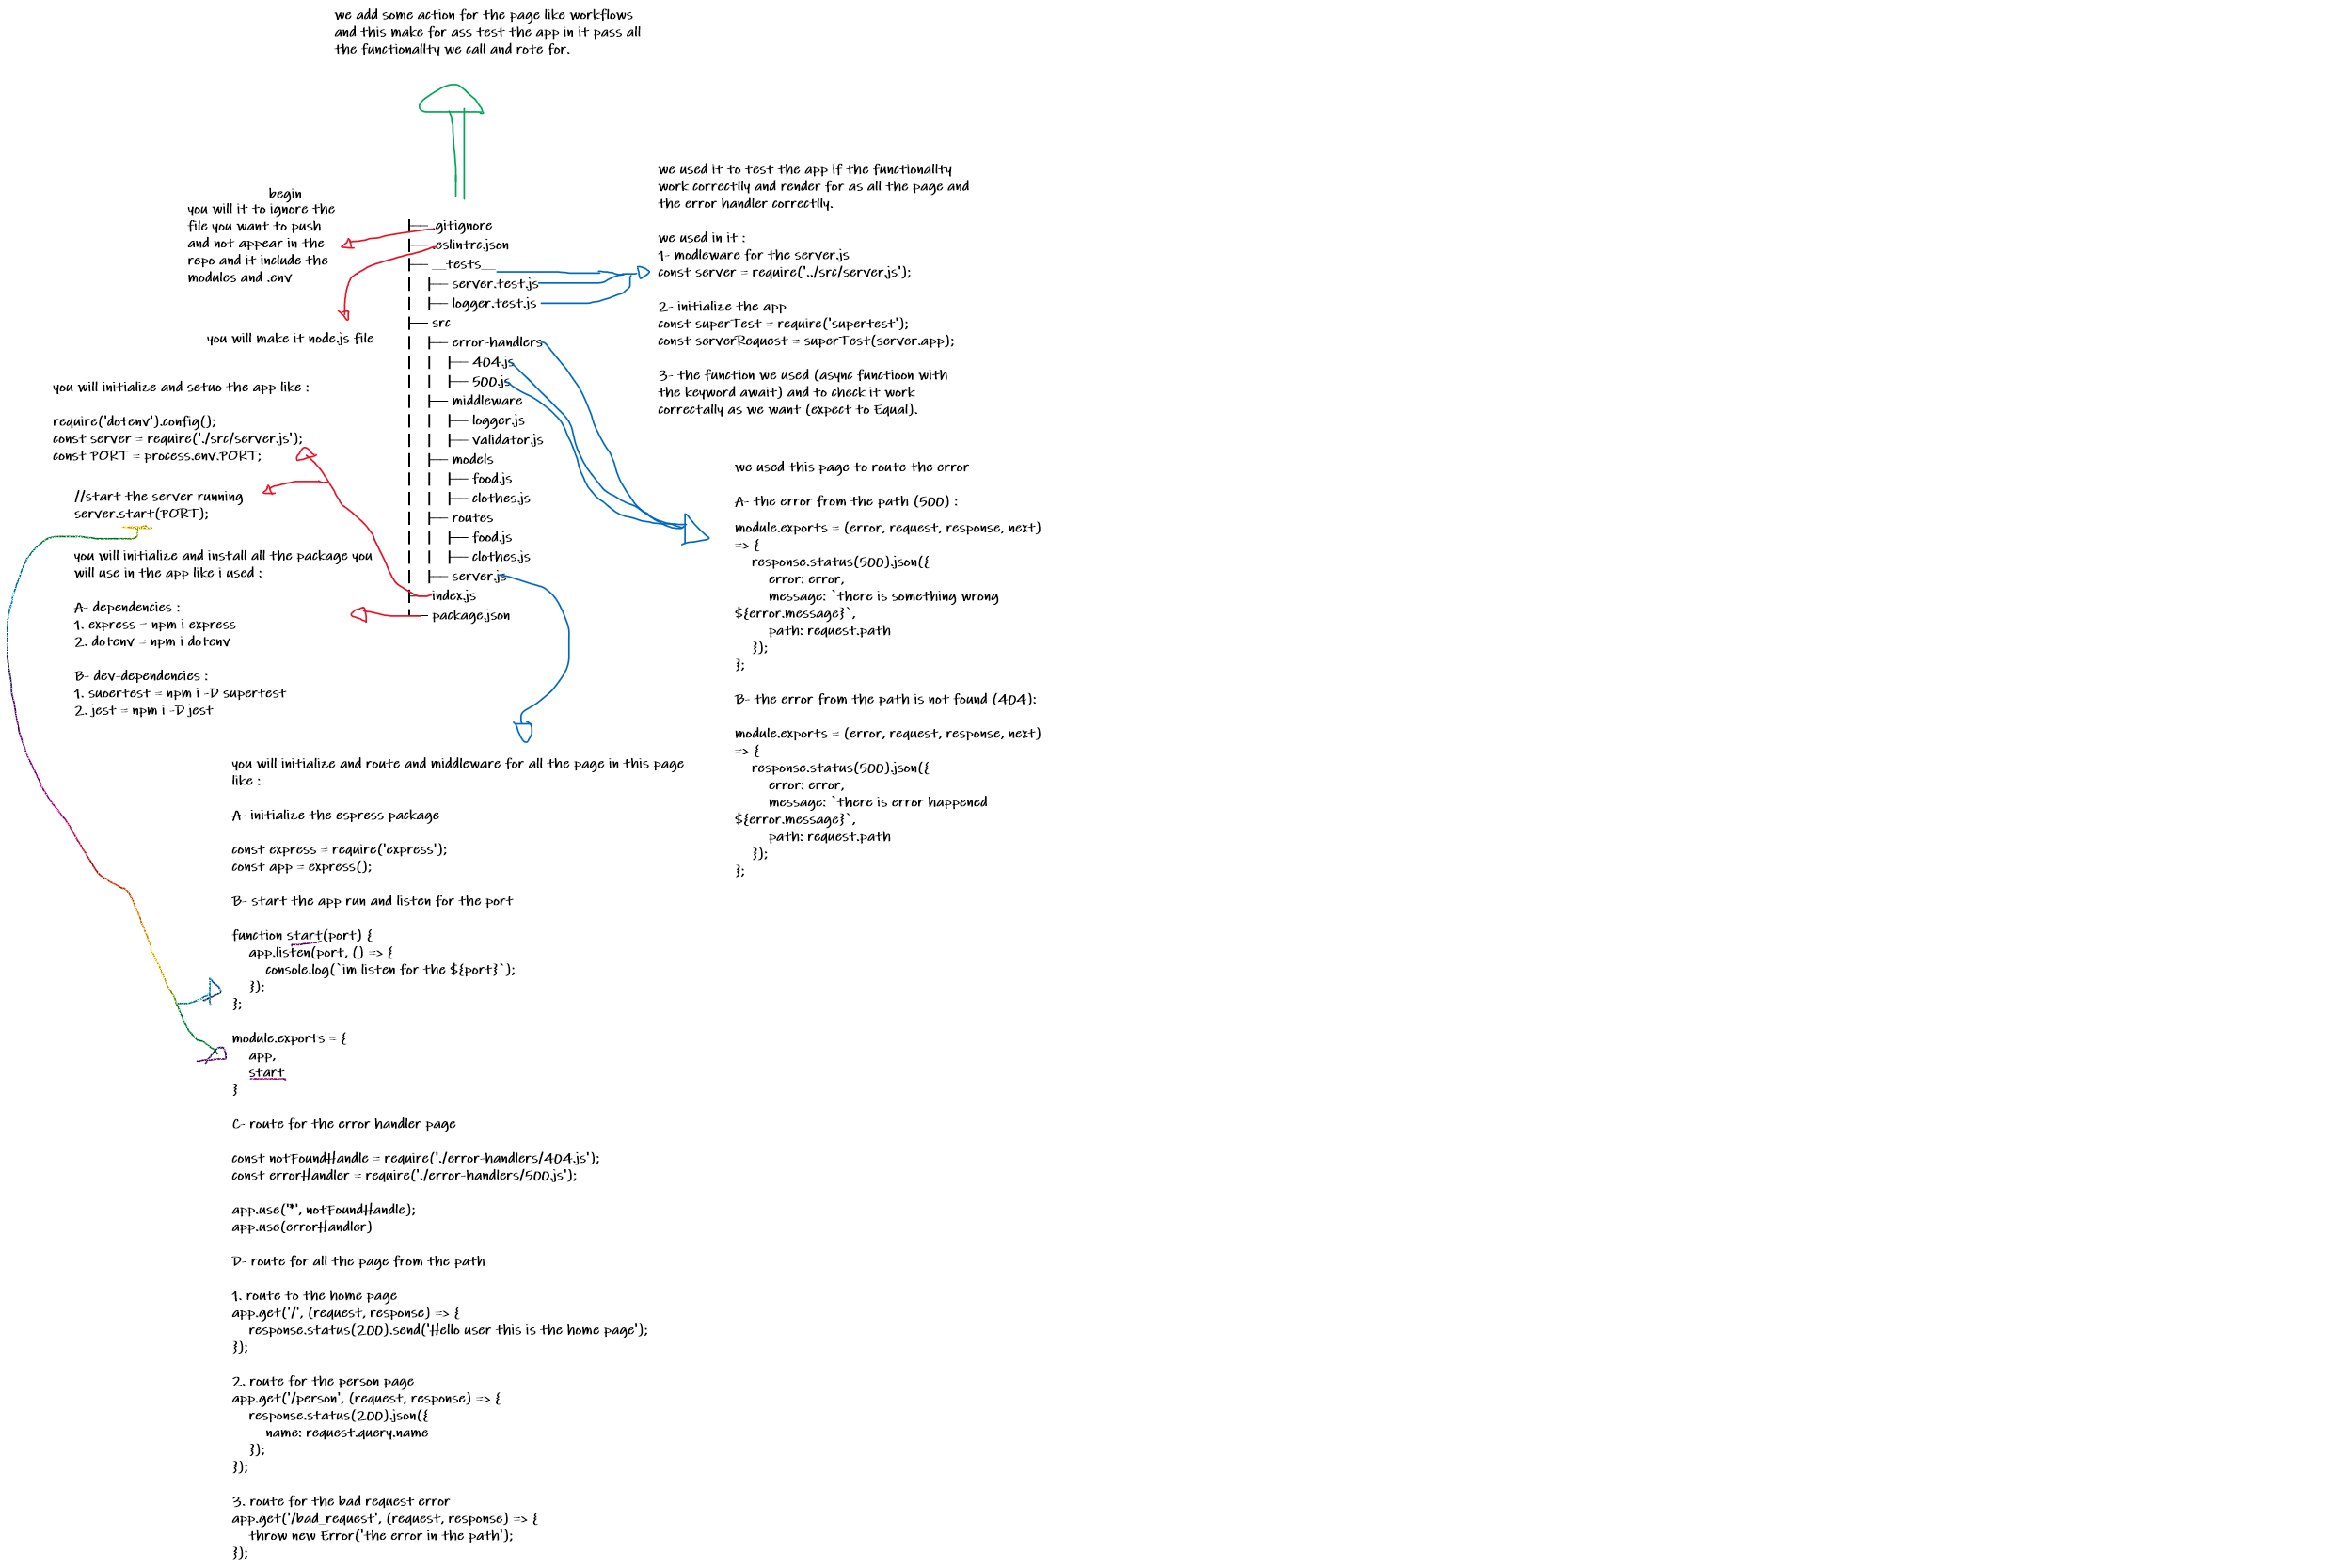 we add some action for the page like workflows
and this make for ass test the app in it pass all
the functionallty we call and rote for.
begin
you will it to ignore the
file you want to push
and not appear in the
repo and it include the
modules and .env
you will make it node.js file
you will initialize and setuo the app like :
require('dotenv').config();
const server = require('./src/server.js');
const PORT = process.env.PORT;
//start the server running
server.start(PORT);
you will initialize and install all the package you
will use in the app like i used :
A- dependencies :
1. express = npm i express
2. dotenv = npm i dotenv
B- dev-dependencies :
1. suoertest = npm i -D supertest
2. jest = npm i -D jest
├── .gitignore
├── .eslintrc.json
├── __tests__
│ ├── server.test.js
│ ├── logger.test.js
├── src
│ ├── error-handlers
│ │ ├── 404.js
│ │ ├── 500.js
│ ├── middleware
│ │ ├── logger.js
│ │ ├── validator.js
│ ├── models
│ │ ├── food.js
│ │ ├── clothes.js
│ ├── routes
│ │ ├── food.js
│ │ ├── clothes.js
│ ├── server.js
├── index.js
└── package.json
we used it to test the app if the functionallty
work correctlly and render for as all the page and
the error handler correctlly.
we used in it :
1- modleware for the server.js
const server = require('../src/server.js');
2- initialize the app
const superTest = require('supertest');
const serverRequest = superTest(server.app);
3- the function we used (async functioon with
the keyword await) and to check it work
correctally as we want (expect to Equal).
we used this page to route the error
A- the error from the path (500) :
module.exports = (error, request, response, next)
=> {
response.status(500).json({
error: error,
message: `there is something wrong
${error.message}`,
path: request.path
});
};
B- the error from the path is not found (404):
module.exports = (error, request, response, next)
=> {
response.status(500).json({
error: error,
message: `there is error happened
${error.message}`,
path: request.path
});
};
you will initialize and route and middleware for all the page in this page
like :
A- initialize the espress package
const express = require('express');
const app = express();
B- start the app run and listen for the port
function start(port) {
app.listen(port, () => {
console.log(`im listen for the ${port}`);
});
};
module.exports = {
app,
start
}
C- route for the error handler page
const notFoundHandle = require('./error-handlers/404.js');
const errorHandler = require('./error-handlers/500.js');
app.use('*', notFoundHandle);
app.use(errorHandler)
D- route for all the page from the path
1. route to the home page
app.get('/', (request, response) => {
response.status(200).send('Hello user this is the home page');
});
2. route for the person page
app.get('/person', (request, response) => {
response.status(200).json({
name: request.query.name
});
});
3. route for the bad request error
app.get('/bad_request', (request, response) => {
throw new Error('the error in the path');
});